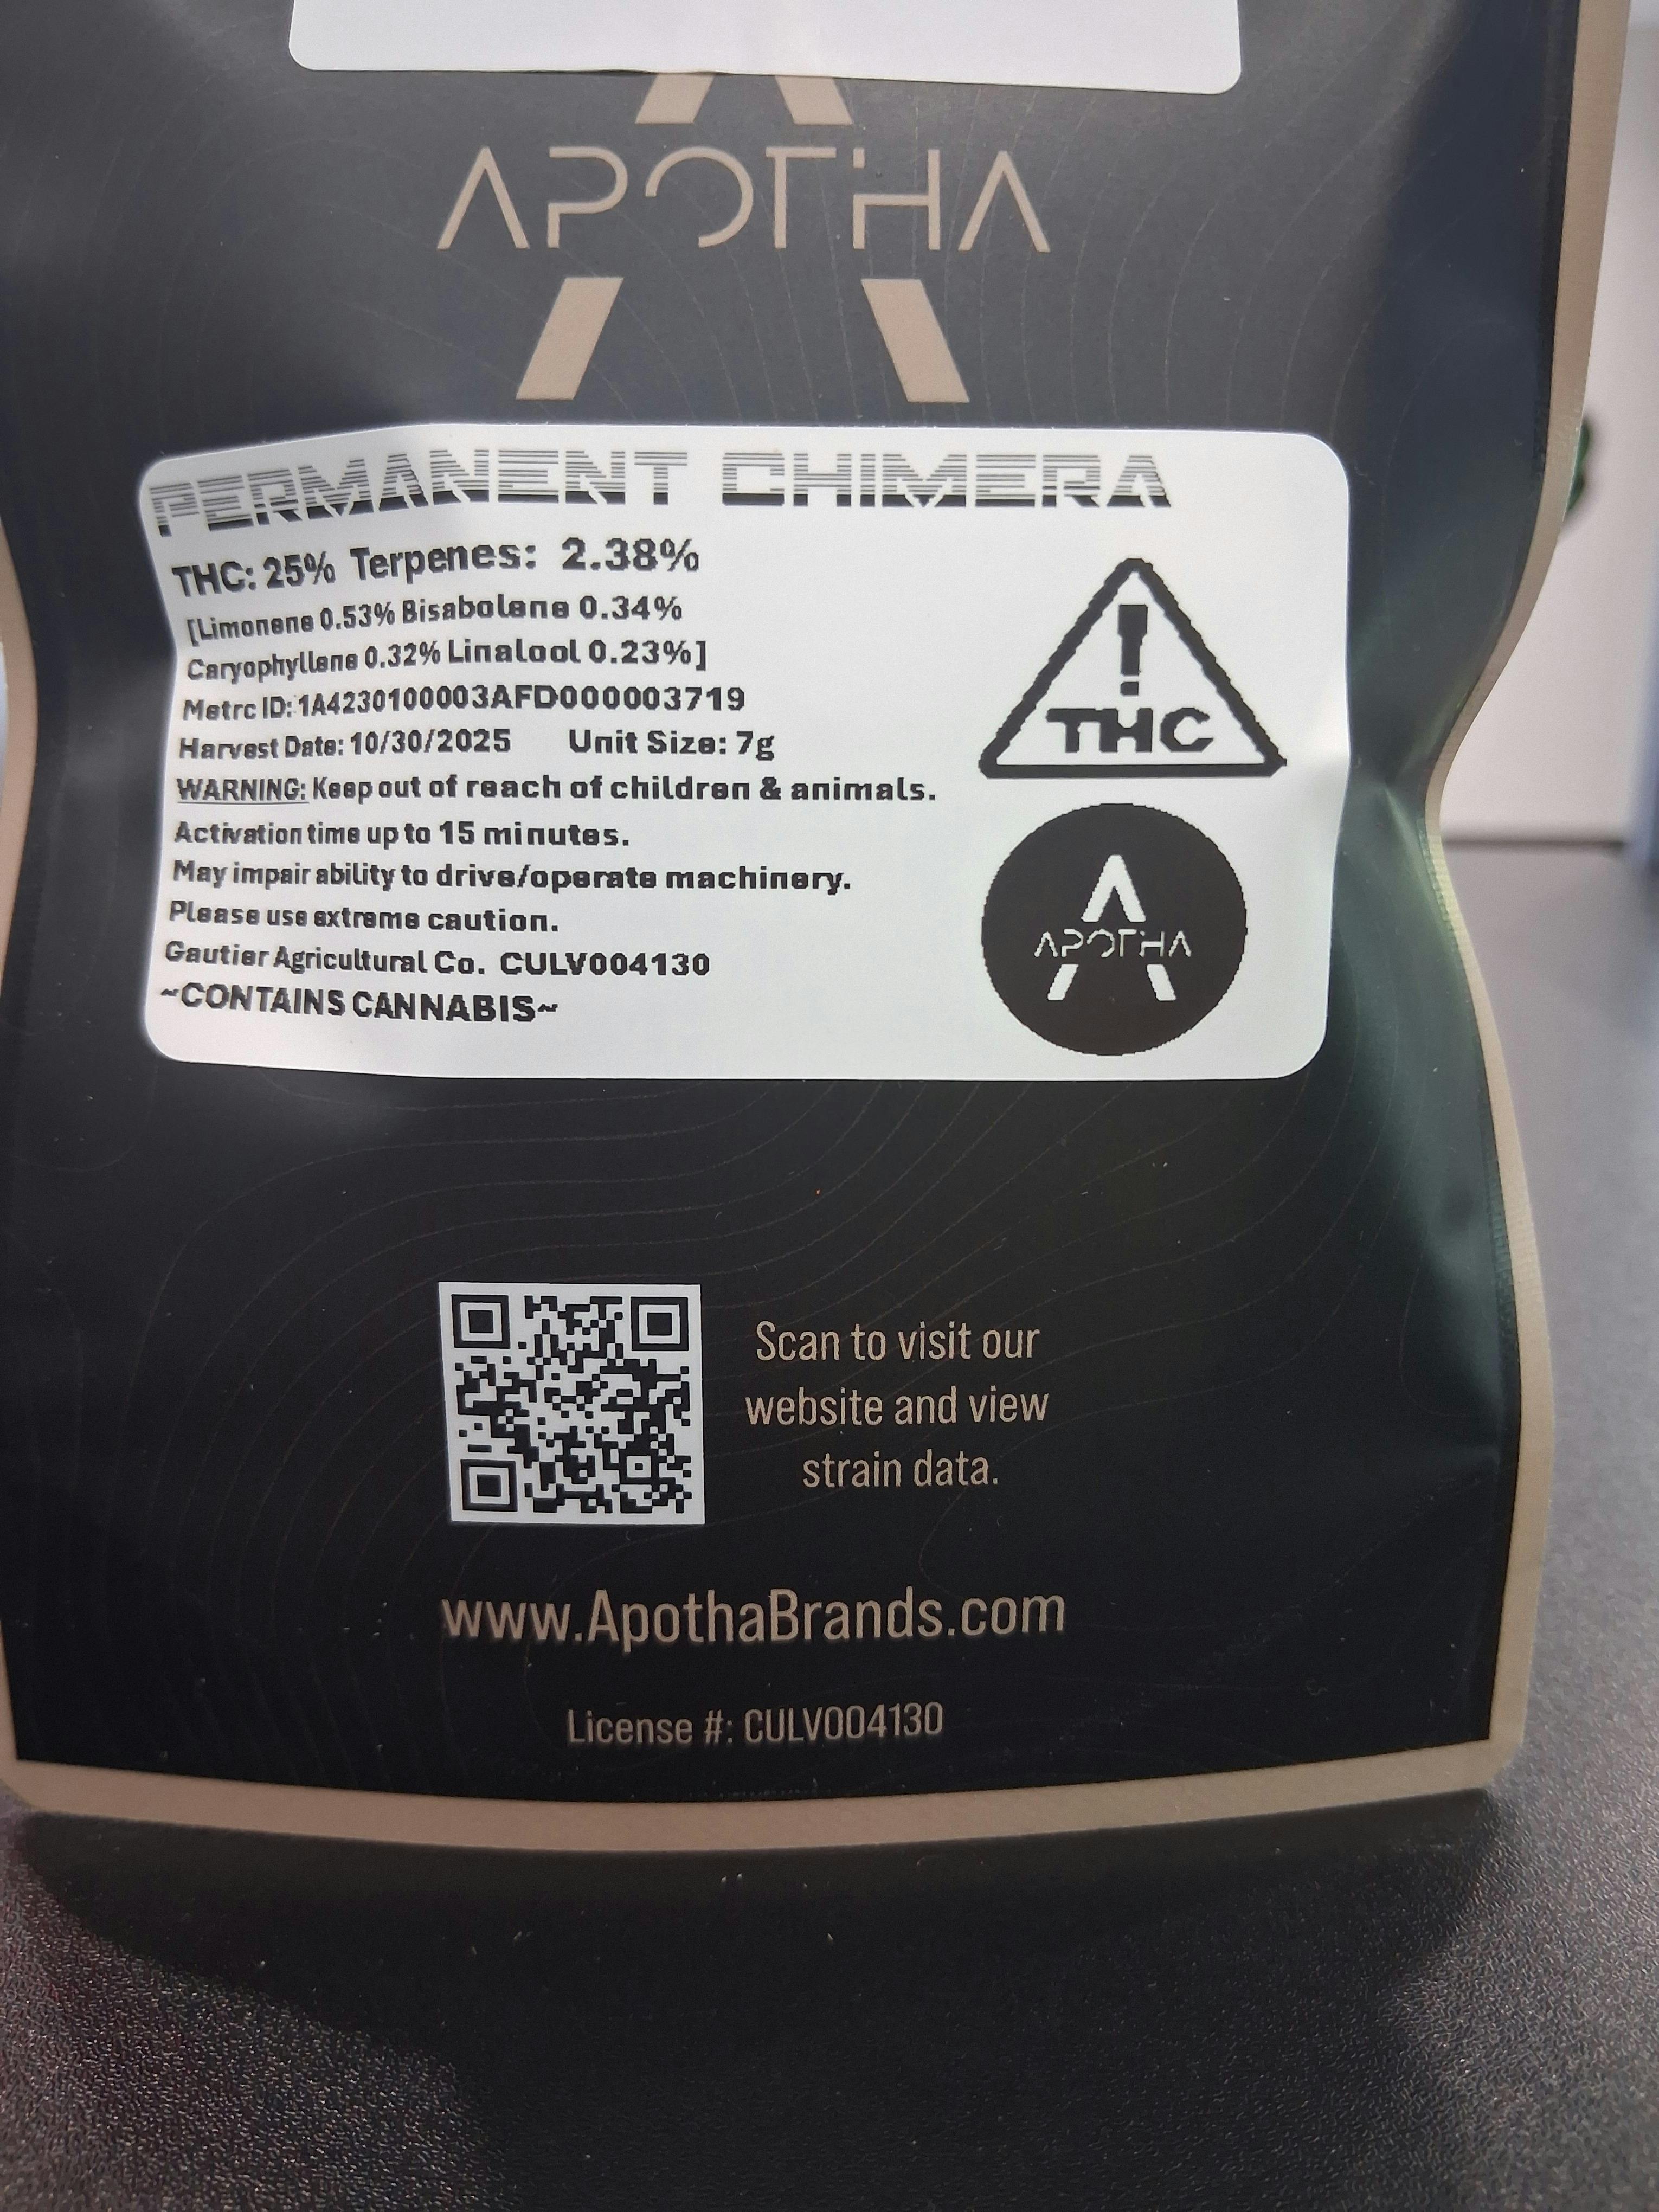 APOTHA
PERMANENT CHIMERA
THC: 25% Terpenes: 2.38%
[Limonene 0.53% Bisabolene 0.34%
Caryophyllene 0.32% Linalool 0.23%]
Metrc ID: 1A4230100003AFD000003719
Harvest Date: 10/30/2025 Unit Size: 7g
WARNING: Keep out of reach of children & animals.
Activation time up to 15 minutes.
May impair ability to drive/operate machinery.
Please use extreme caution.
Gautier Agricultural Co. CULV004130
~CONTAINS CANNABIS~
!
THC
APOTHA
Scan to visit our
website and view
strain data.
www.ApothaBrands.com
License #: CULV004130